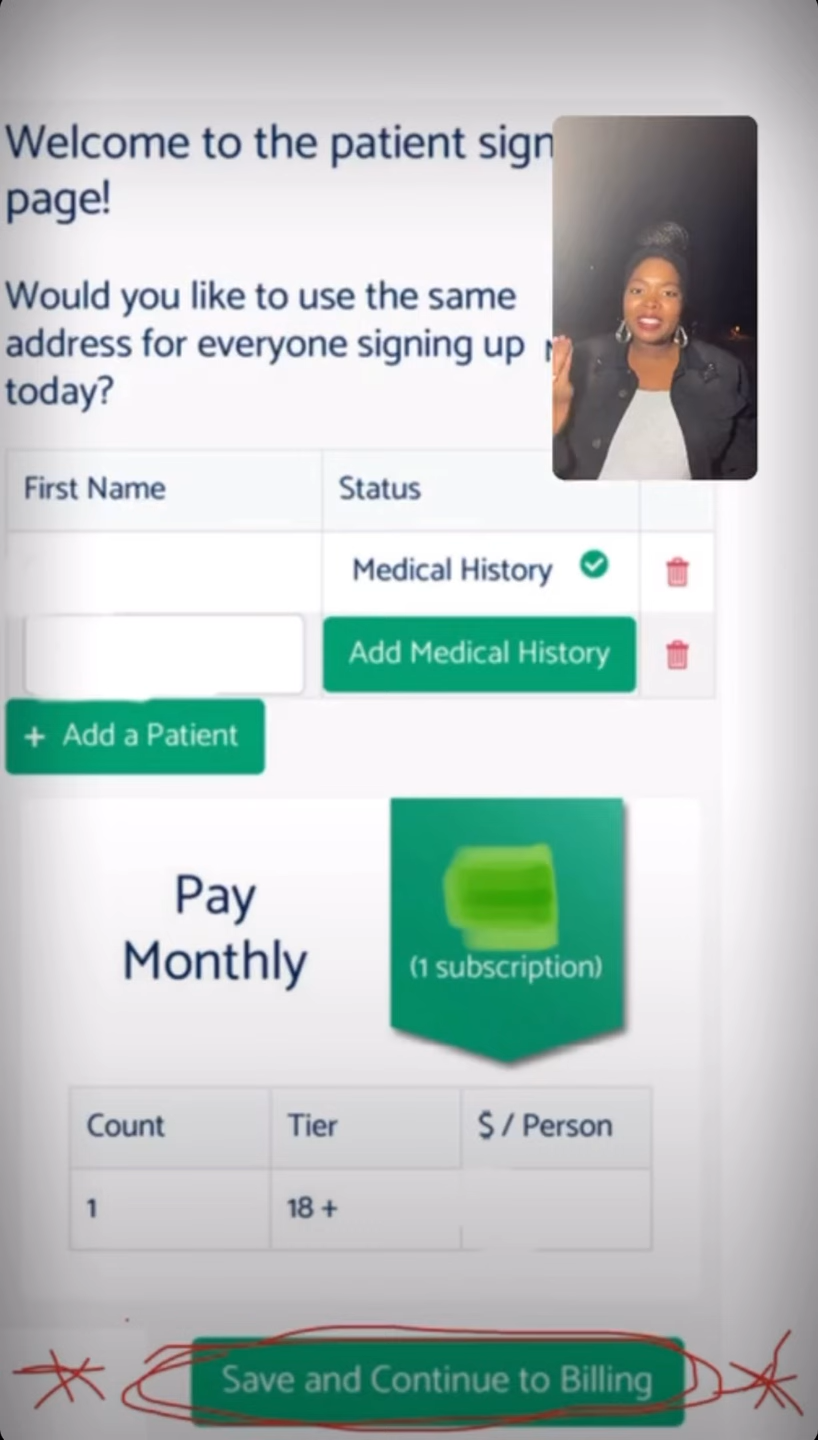 Welcome to the patient sign
page!
Would you like to use the same
address for everyone signing up
today?
First Name
Status
Medical History
Add Medical History
+ Add a Patient
Pay
Monthly
(1 subscription)
Count
Tier
$ / Person
1
18 +
Save and Continue to Billing